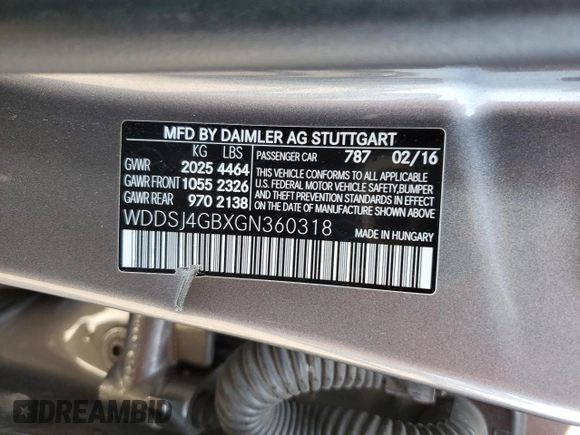 MFD BY DAIMLER AG STUTTGART
KG LBS
GVWR 2025 4464
GAWR FRONT 1055 2326
GAWR REAR 970 2138
PASSENGER CAR 787 02/16
THIS VEHICLE CONFORMS TO ALL APPLICABLE
U.S. FEDERAL MOTOR VEHICLE SAFETY, BUMPER
AND THEFT PREVENTION STANDARDS IN EFFECT
ON THE DATE OF MANUFACTURE SHOWN ABOVE
WDDSJ4GBXGN360318
MADE IN HUNGARY
DREAMBID